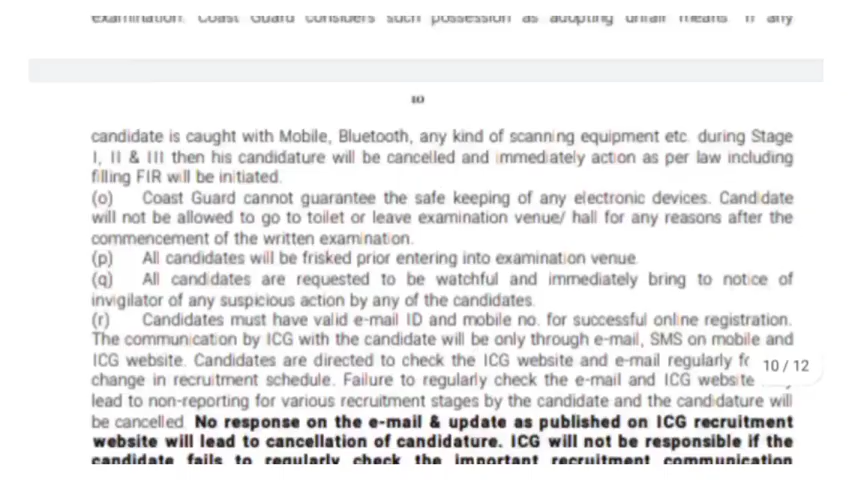 examination. Coast Guard considers such possession as adopting unfair means. If any
10
candidate is caught with Mobile, Bluetooth, any kind of scanning equipment etc. during Stage
I, II & III then his candidature will be cancelled and immediately action as per law including
filling FIR will be initiated.
(o) Coast Guard cannot guarantee the safe keeping of any electronic devices. Candidate
will not be allowed to go to toilet or leave examination venue/ hall for any reasons after the
commencement of the written examination.
(p) All candidates will be frisked prior entering into examination venue.
(q) All candidates are requested to be watchful and immediately bring to notice of
invigilator of any suspicious action by any of the candidates.
(r) Candidates must have valid e-mail ID and mobile no. for successful online registration.
The communication by ICG with the candidate will be only through e-mail, SMS on mobile and
ICG website. Candidates are directed to check the ICG website and e-mail regularly
10 / 12
change in recruitment schedule. Failure to regularly check the e-mail and ICG website
lead to non-reporting for various recruitment stages by the candidate and the candidature will
be cancelled. No response on the e-mail & update as published on ICG recruitment
website will lead to cancellation of candidature. ICG will not be responsible if the
candidate fails to regularly check the important recruitment communication